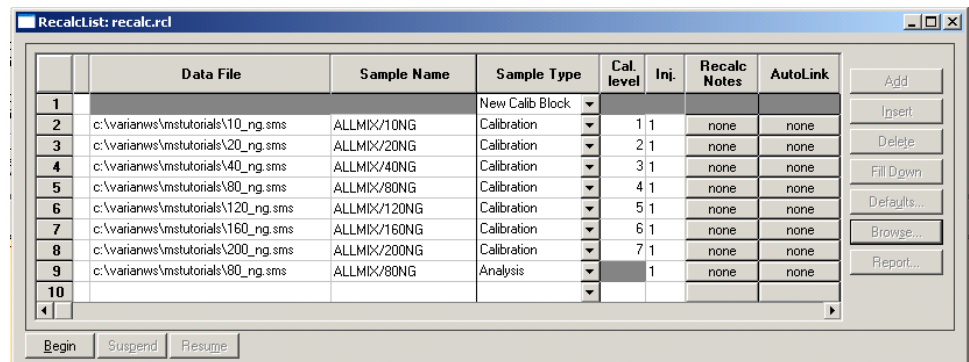 RecalcList: recalc.rcl
Data File Sample Name Sample Type Cal. level Inj. Recalc Notes AutoLink
1 New Calib Block
2 c:\varianws\mstutorials\10_ng.sms ALLMIX/10NG Calibration 1 1 none none
3 c:\varianws\mstutorials\20_ng.sms ALLMIX/20NG Calibration 2 1 none none
4 c:\varianws\mstutorials\40_ng.sms ALLMIX/40NG Calibration 3 1 none none
5 c:\varianws\mstutorials\80_ng.sms ALLMIX/80NG Calibration 4 1 none none
6 c:\varianws\mstutorials\120_ng.sms ALLMIX/120NG Calibration 5 1 none none
7 c:\varianws\mstutorials\160_ng.sms ALLMIX/160NG Calibration 6 1 none none
8 c:\varianws\mstutorials\200_ng.sms ALLMIX/200NG Calibration 7 1 none none
9 c:\varianws\mstutorials\80_ng.sms ALLMIX/80NG Analysis 1 none none
10
Add
Insert
Delete
Fill Down
Defaults...
Browse...
Report...
Begin Suspend Resume